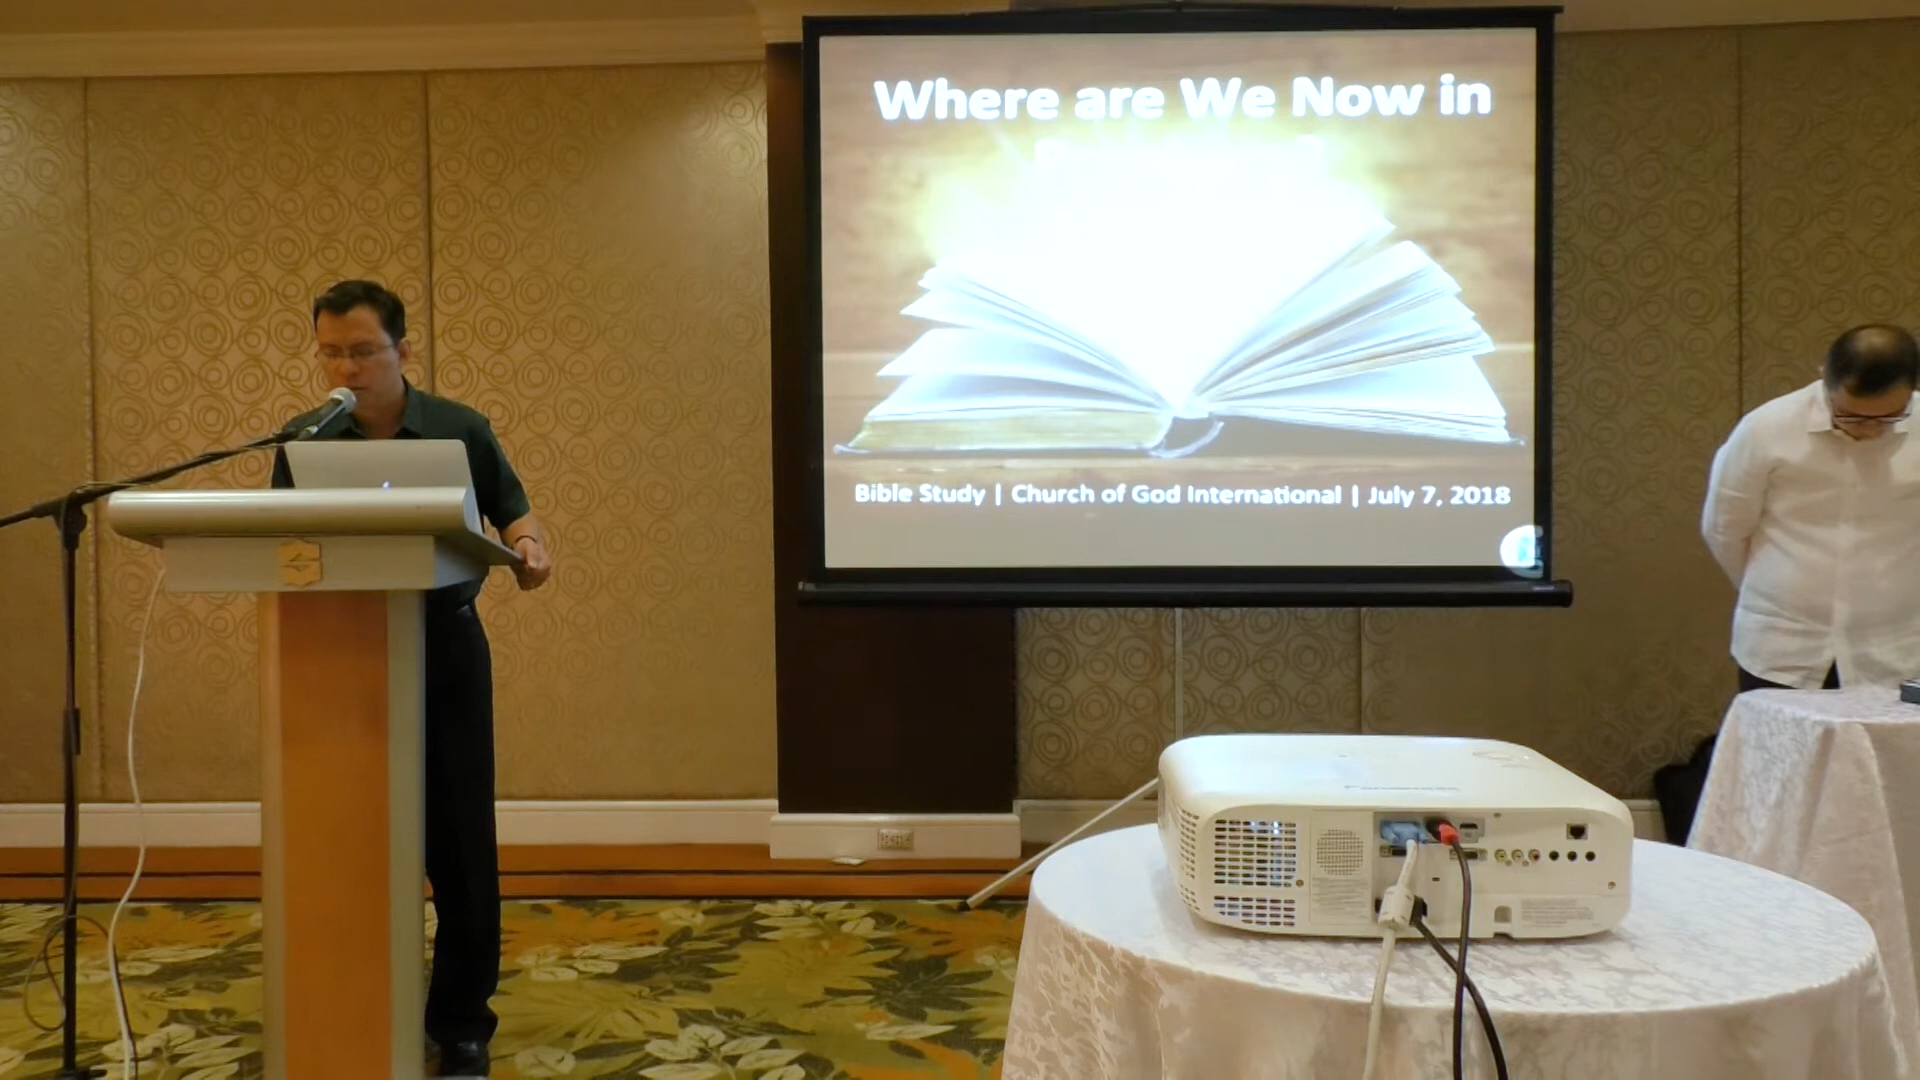 Where are We Now in
Bible Study | Church of God International | July 7, 2018